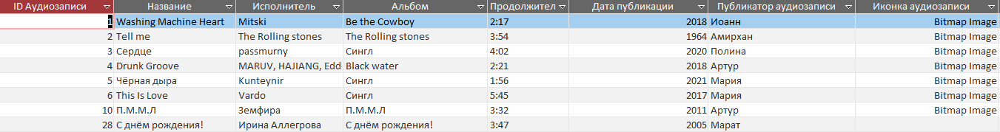 ID Аудиозаписи Название Исполнитель Альбом Продолжител Дата публикации Публикатор аудиозаписи Иконка аудиозаписи
1 Washing Machine Heart Mitski Be the Cowboy 2:17 2018 Иоанн Bitmap Image
2 Tell me The Rolling stones The Rolling stones 3:54 1964 Амирхан Bitmap Image
3 Сердце passmurny Сингл 4:02 2020 Полина Bitmap Image
4 Drunk Groove MARUV, HAJIANG, Edd Black water 2:21 2018 Артур Bitmap Image
5 Чёрная дыра Kunteynir Сингл 1:56 2021 Мария Bitmap Image
6 This Is Love Vardo Сингл 5:45 2017 Мария Bitmap Image
10 П.М.М.Л Земфира П.М.М.Л 3:32 2011 Артур Bitmap Image
28 С днём рождения! Ирина Аллегрова С днём рождения! 3:47 2005 Марат